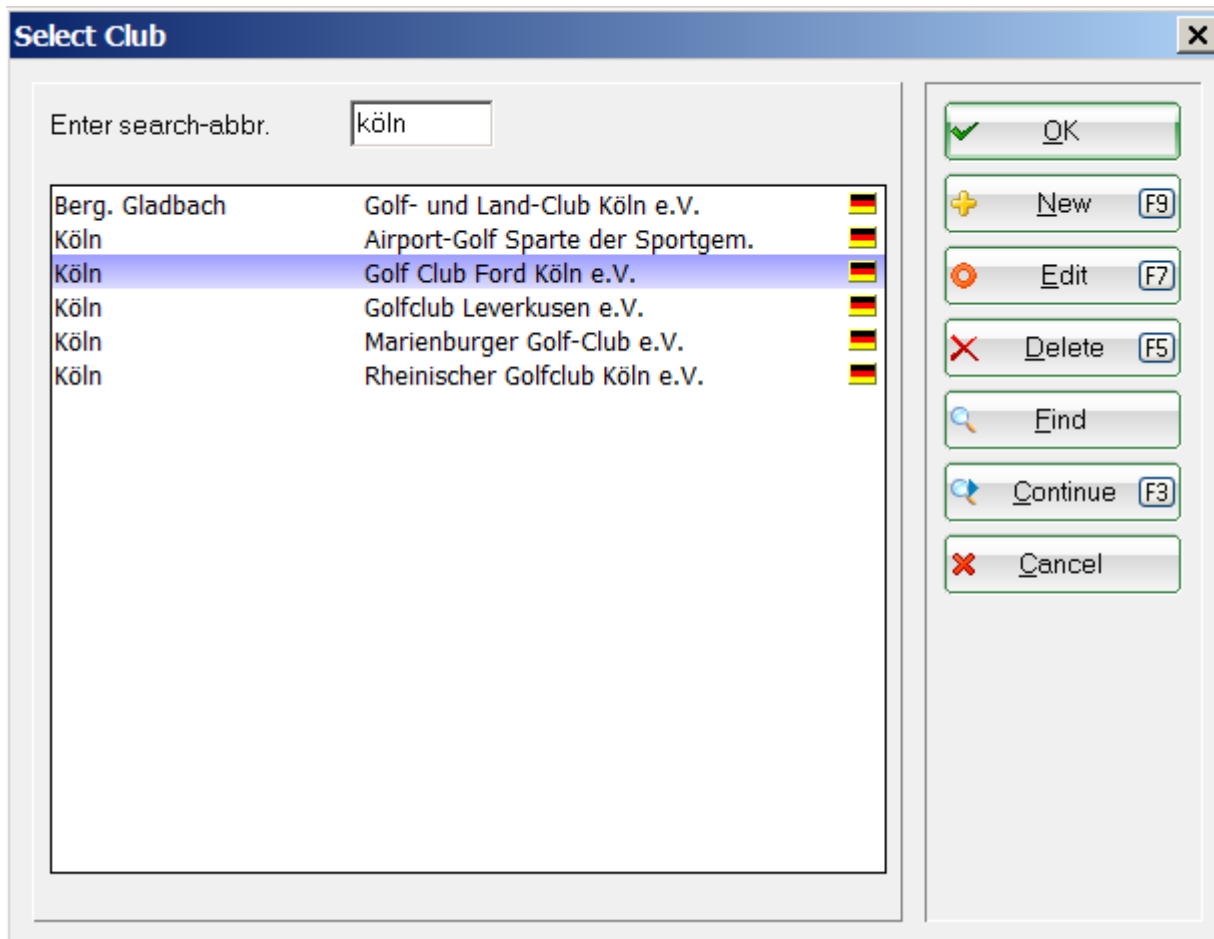 Select Club
Enter search-abbr. köln
Berg. Gladbach Golf- und Land-Club Köln e.V.
Köln Airport-Golf Sparte der Sportgem.
Köln Golf Club Ford Köln e.V.
Köln Golfclub Leverkusen e.V.
Köln Marienburger Golf-Club e.V.
Köln Rheinischer Golfclub Köln e.V.
OK
New F9
Edit F7
Delete F5
Find
Continue F3
Cancel